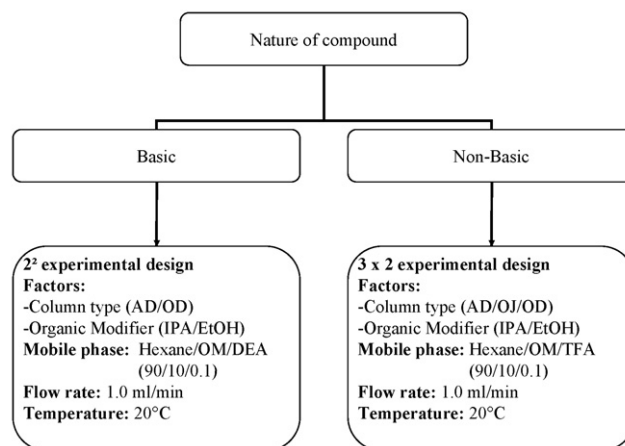 Nature of compound
Basic
Non-Basic
2² experimental design
Factors:
-Column type (AD/OD)
-Organic Modifier (IPA/EtOH)
Mobile phase: Hexane/OM/DEA
(90/10/0.1)
Flow rate: 1.0 ml/min
Temperature: 20°C
3 x 2 experimental design
Factors:
-Column type (AD/OJ/OD)
-Organic Modifier (IPA/EtOH)
Mobile phase: Hexane/OM/TFA
(90/10/0.1)
Flow rate: 1.0 ml/min
Temperature: 20°C